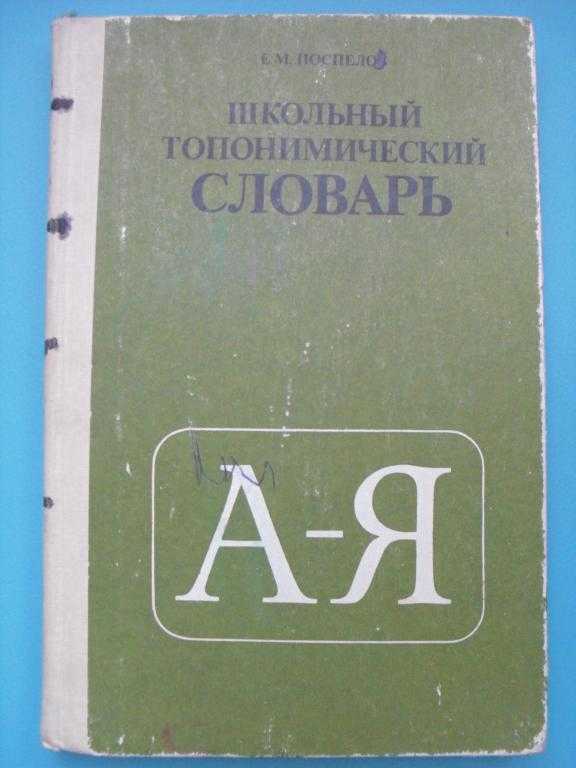 Е. М. ПОСПЕЛОВ
ШКОЛЬНЫЙ
ТОПОНИМИЧЕСКИЙ
СЛОВАРЬ
А-Я